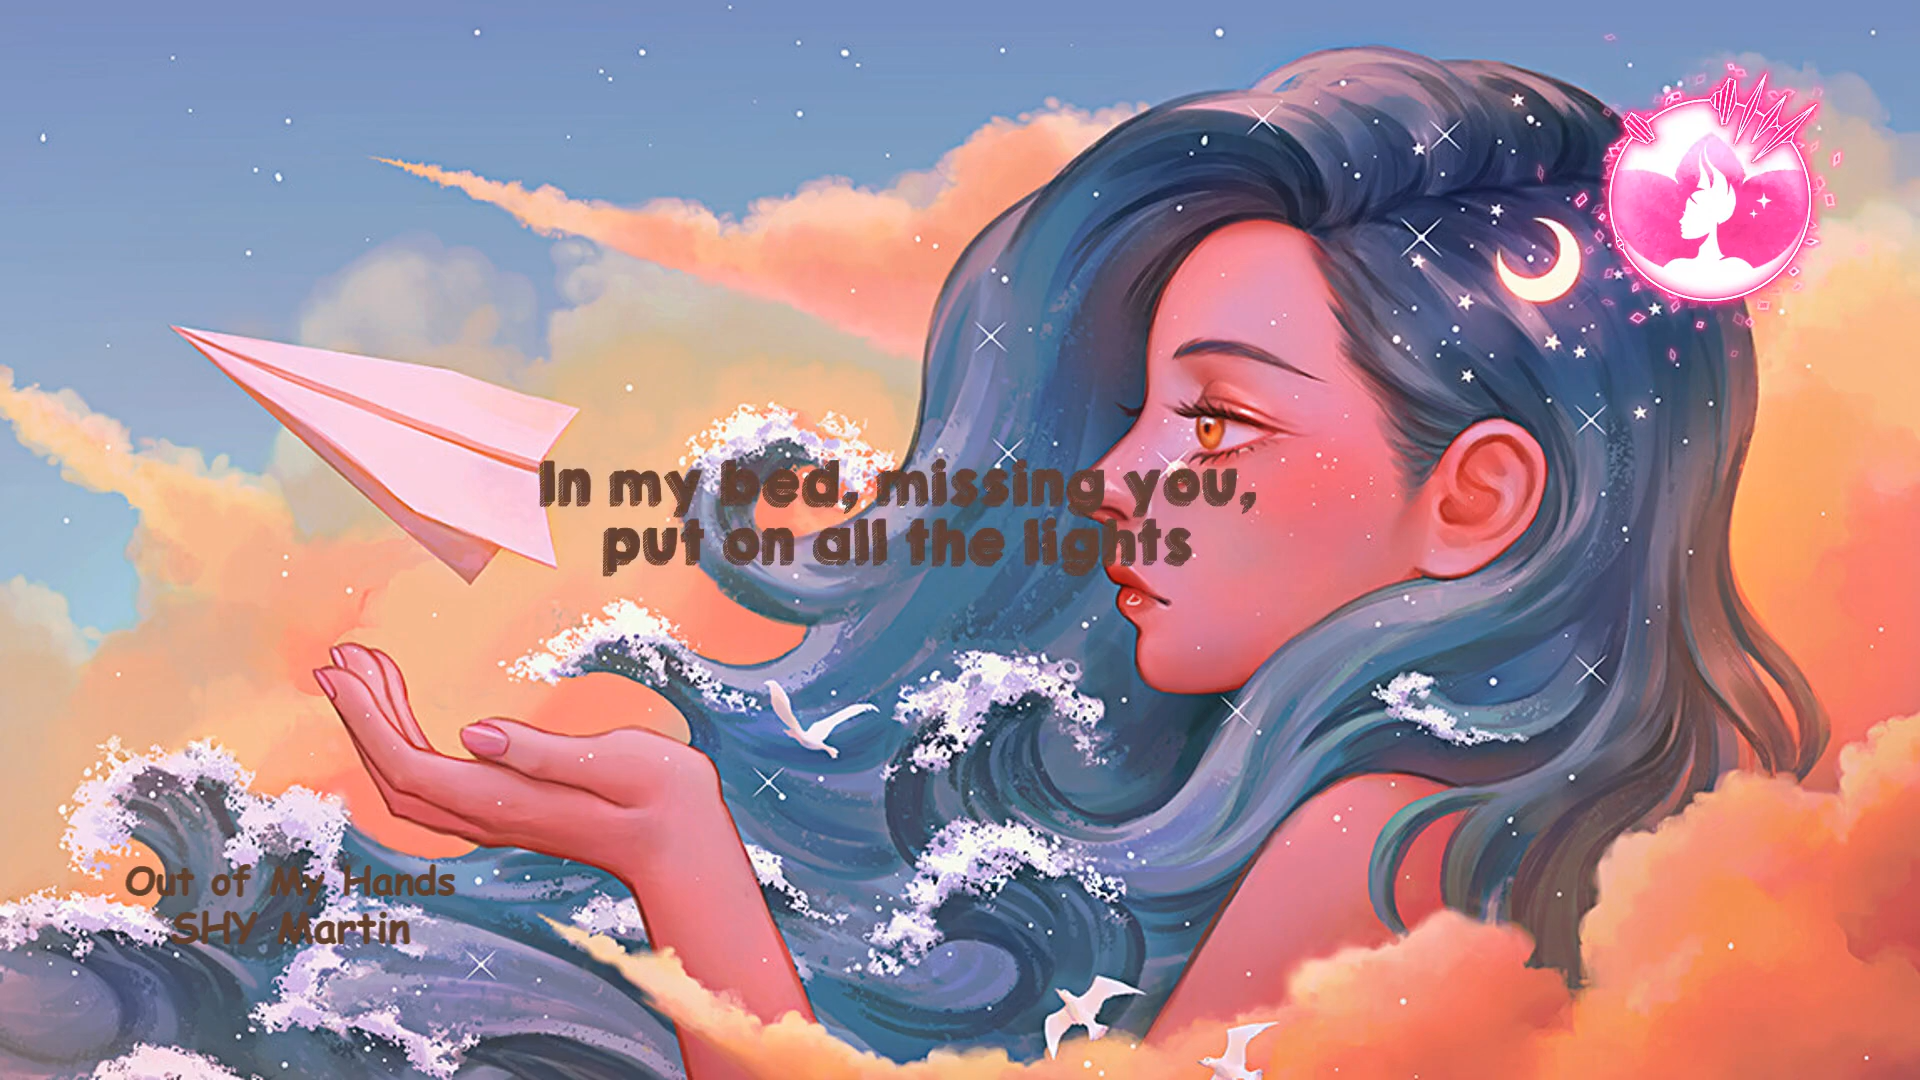 In my bed, missing you,
put on all the lights
Out of My Hands
SHY Martin